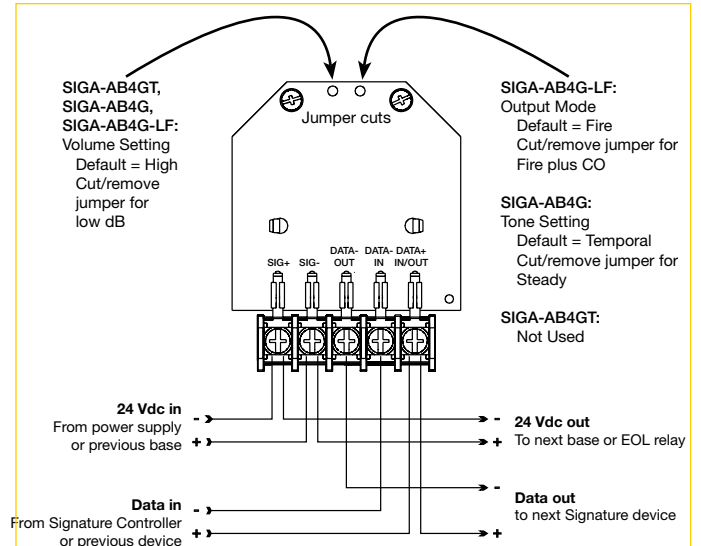 SIGA-AB4GT,
SIGA-AB4G,
SIGA-AB4G-LF:
Volume Setting
Default = High
Cut/remove
jumper for
low dB
Jumper cuts
SIGA-AB4G-LF:
Output Mode
Default = Fire
Cut/remove jumper for
Fire plus CO
SIGA-AB4G:
Tone Setting
Default = Temporal
Cut/remove jumper for
Steady
SIGA-AB4GT:
Not Used
SIG+ SIG- DATA- OUT DATA- IN DATA+ IN/OUT
24 Vdc in
From power supply
or previous base
-
+
-
+
24 Vdc out
To next base or EOL relay
Data in
From Signature Controller
or previous device
-
+
-
+
Data out
to next Signature device